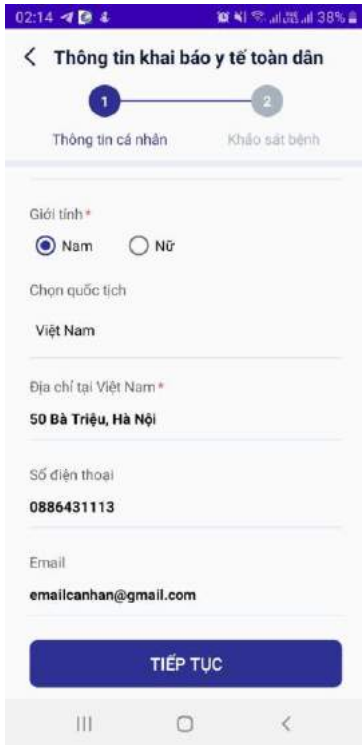 02:14 38%
Thông tin khai báo y tế toàn dân
1 2
Thông tin cá nhân Khảo sát bệnh
Giới tính *
Nam Nữ
Chọn quốc tịch
Việt Nam
Địa chỉ tại Việt Nam *
50 Bà Triệu, Hà Nội
Số điện thoại
0886431113
Email
emailcanhan@gmail.com
TIẾP TỤC